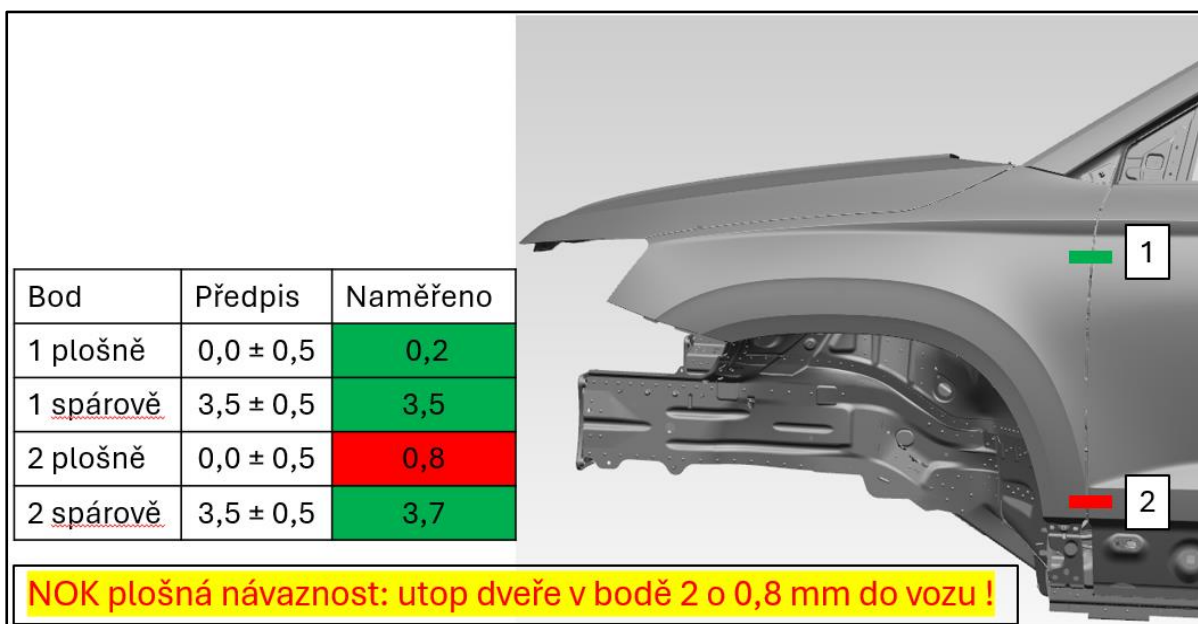 Bod Předpis Naměřeno
1 plošně 0,0 ± 0,5 0,2
1 spárově 3,5 ± 0,5 3,5
2 plošně 0,0 ± 0,5 0,8
2 spárově 3,5 ± 0,5 3,7
1
2
NOK plošná návaznost: utop dveře v bodě 2 o 0,8 mm do vozu !